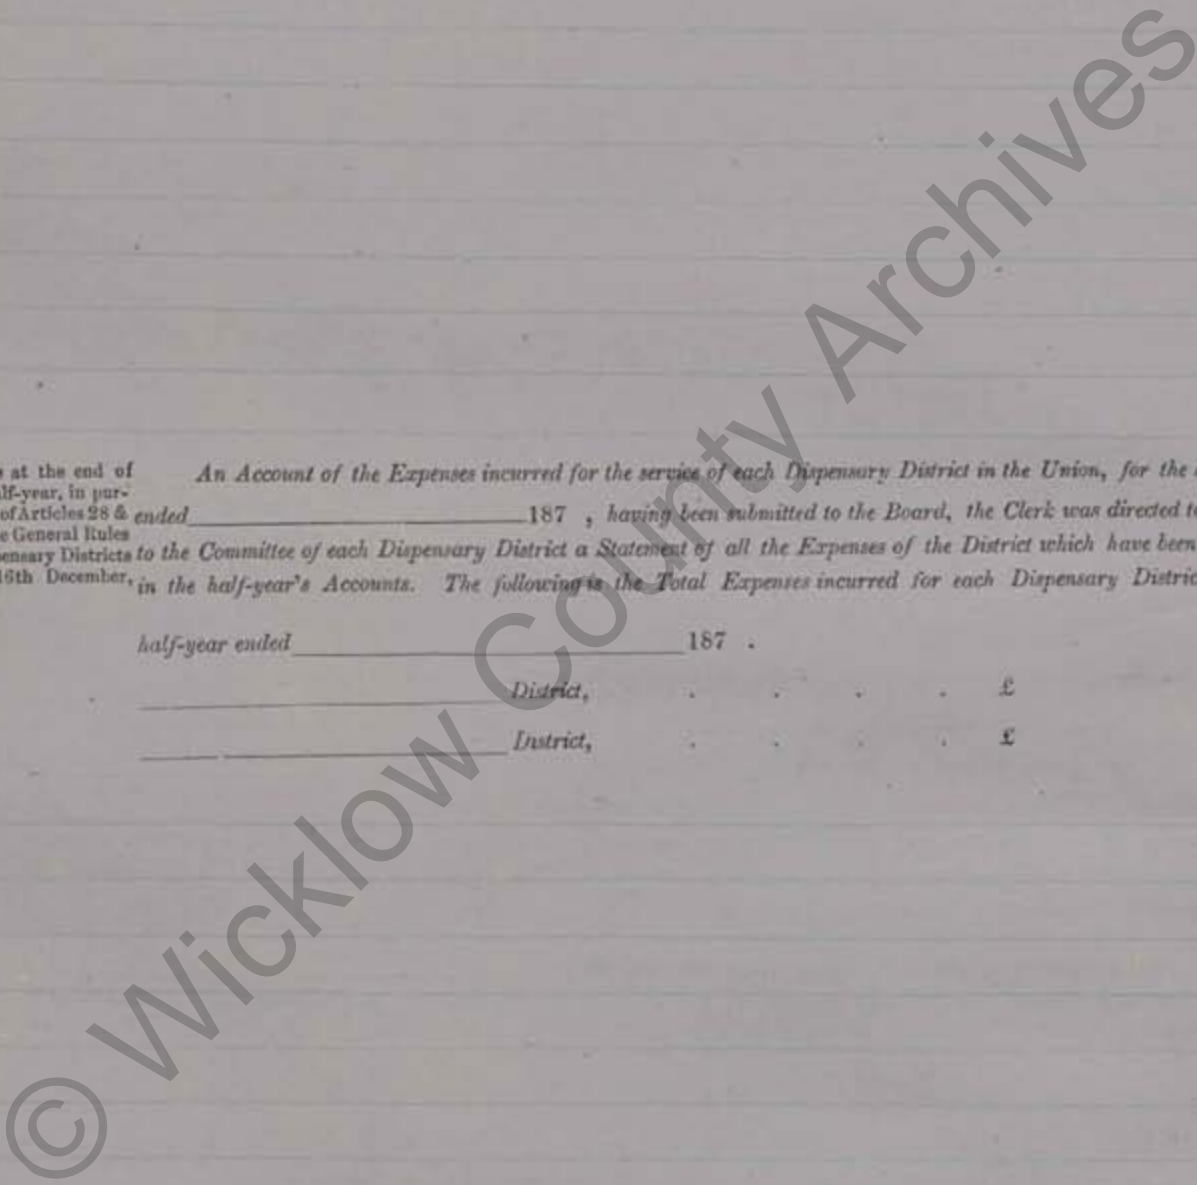 at the end of
lf-year, in pur-
of Articles 28 &
e General Rules
ensary Districts
16th December,
An Account of the Expenses incurred for the service of each Dispensary District in the Union, for the
ended 187 , having been submitted to the Board, the Clerk was directed to
to the Committee of each Dispensary District a Statement of all the Expenses of the District which have been
in the half-year's Accounts. The following is the Total Expenses incurred for each Dispensary Distric
half-year ended 187 .
District, . . . . £
District, . . . . £
© Wicklow County Archives